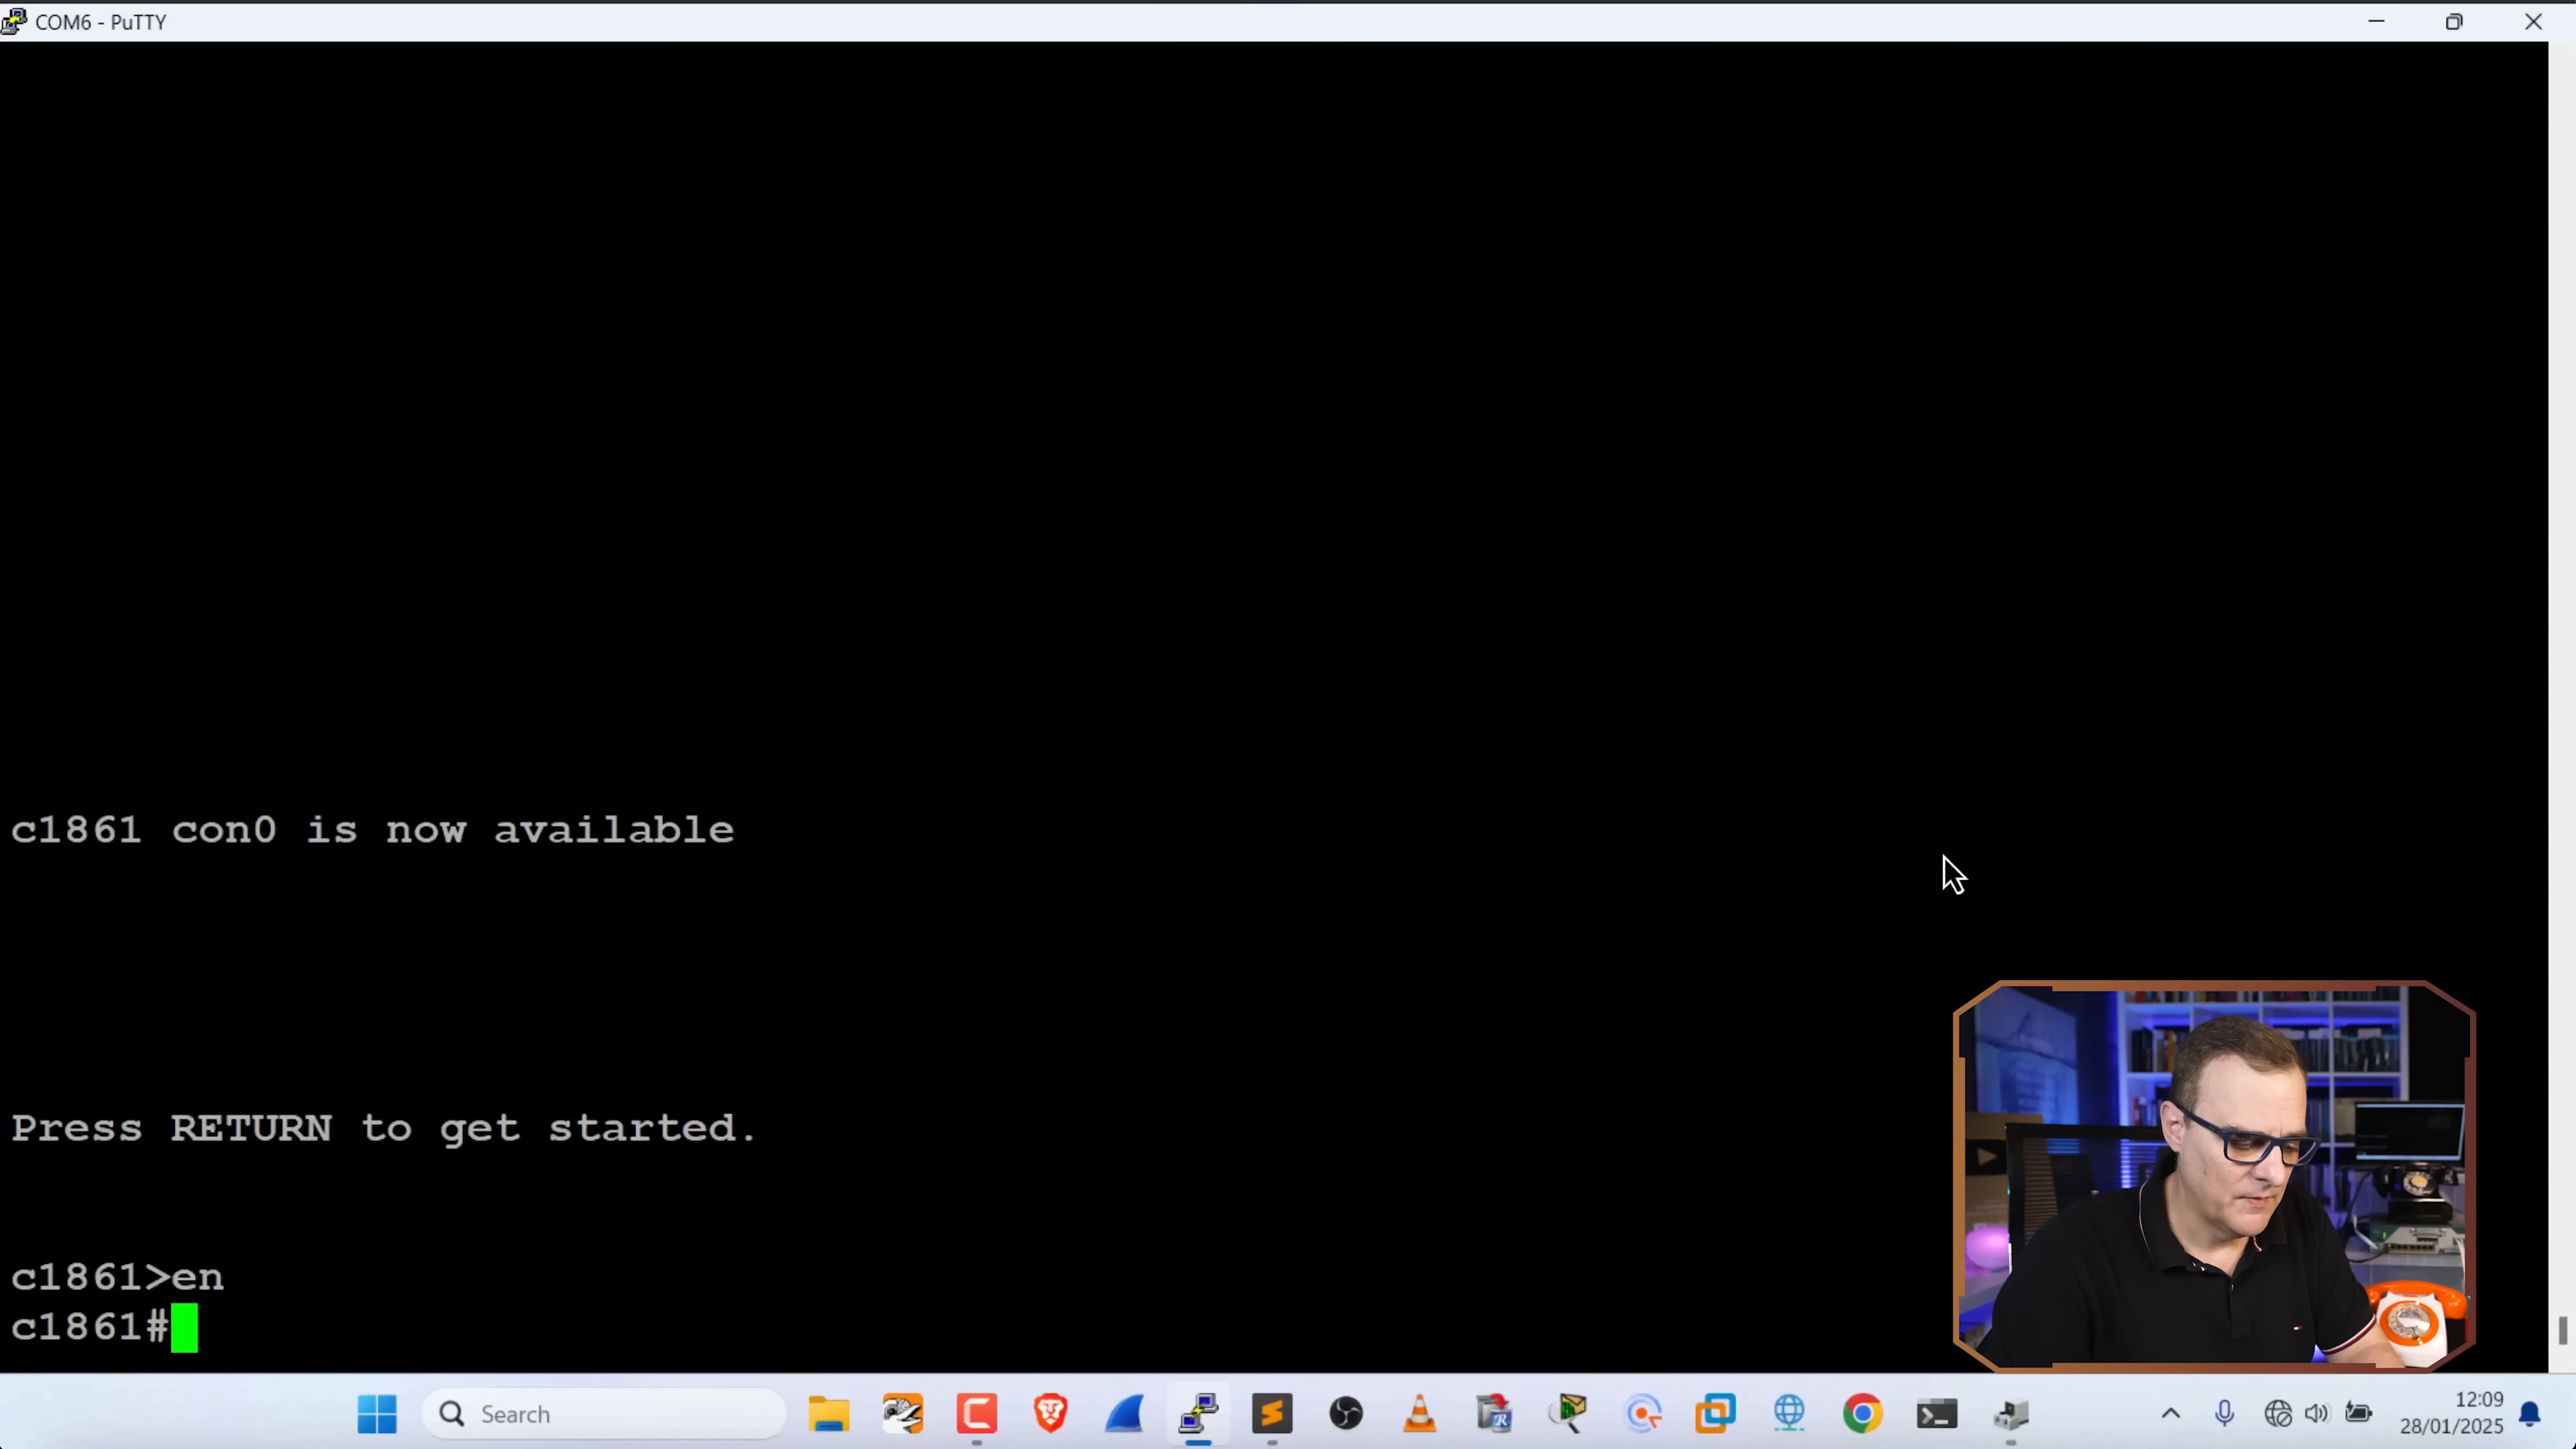 COM6 - PuTTY
c1861 con0 is now available
Press RETURN to get started.
c1861>en
c1861#
Search
12:09
28/01/2025